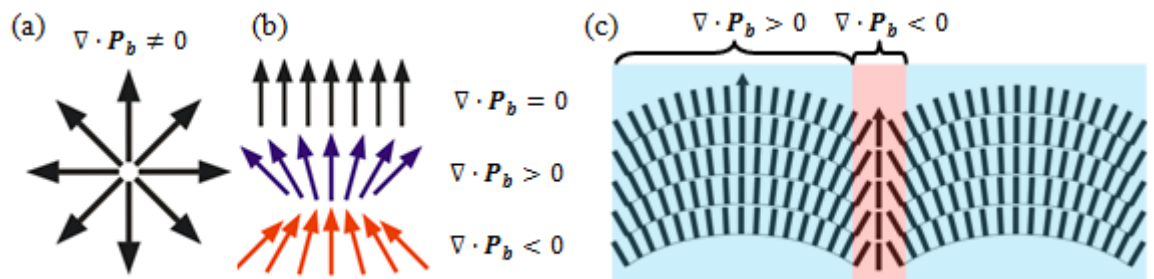 (a)
∇ · P_b ≠ 0
(b)
∇ · P_b = 0
∇ · P_b > 0
∇ · P_b < 0
(c)
∇ · P_b > 0 ∇ · P_b < 0